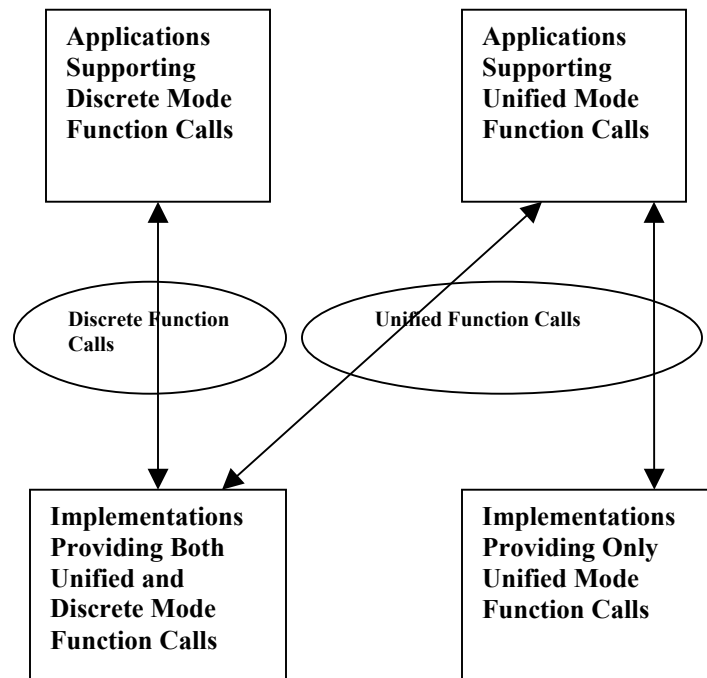 Applications
Supporting
Discrete Mode
Function Calls
Applications
Supporting
Unified Mode
Function Calls
Discrete Function
Calls
Unified Function Calls
Implementations
Providing Both
Unified and
Discrete Mode
Function Calls
Implementations
Providing Only
Unified Mode
Function Calls